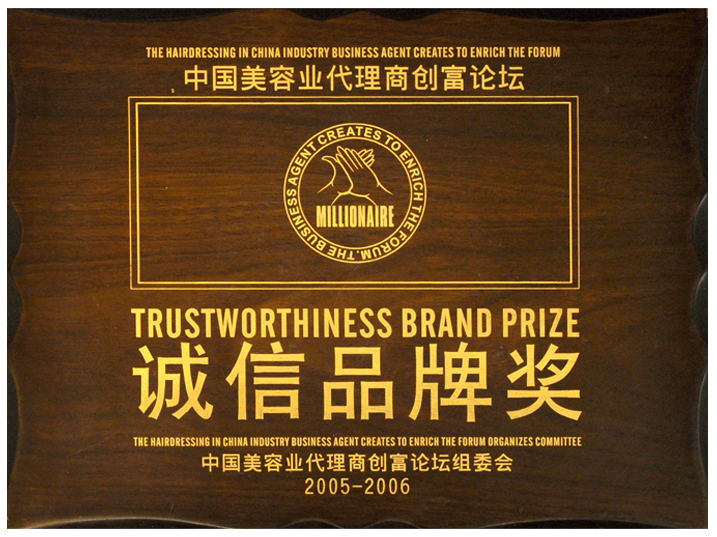 THE HAIRDRESSING IN CHINA INDUSTRY BUSINESS AGENT CREATES TO ENRICH THE FORUM
中国美容业代理商创富论坛
THE BUSINESS AGENT CREATES TO ENRICH THE FORUM.
MILLIONAIRE
TRUSTWORTHINESS BRAND PRIZE
诚信品牌奖
THE HAIRDRESSING IN CHINA INDUSTRY BUSINESS AGENT CREATES TO ENRICH THE FORUM ORGANIZES COMMITTEE
中国美容业代理商创富论坛组委会
2005-2006